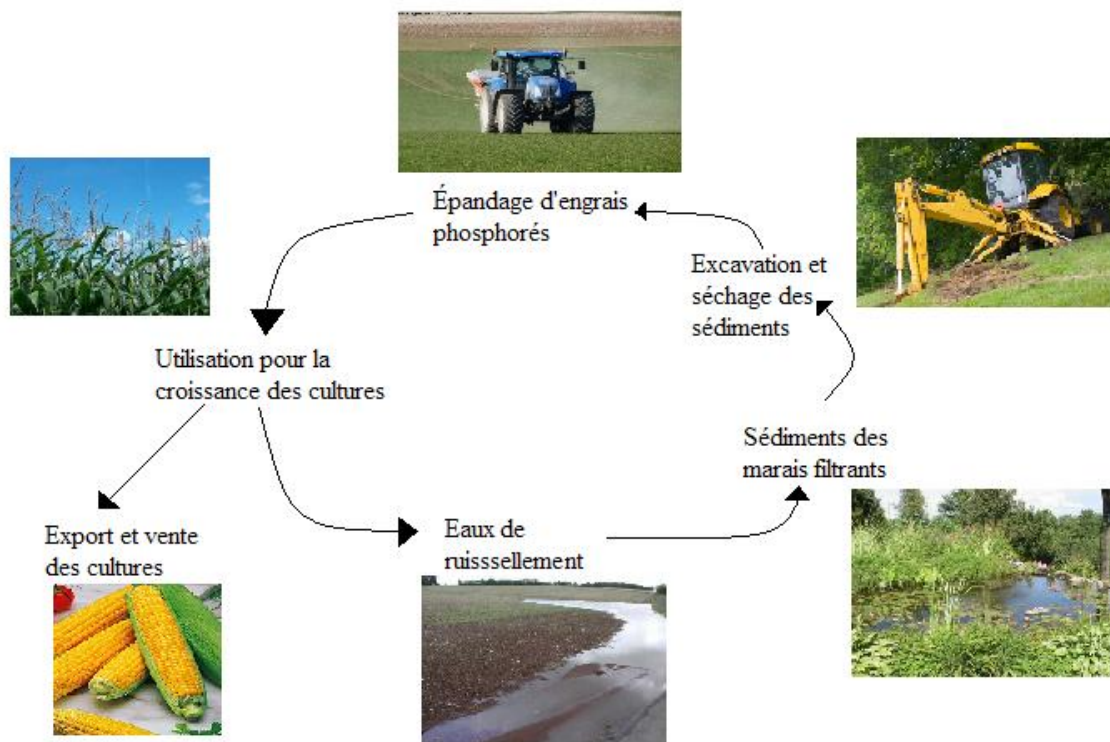 Épandage d'engrais
phosphorés
Excavation et
séchage des
sédiments
Utilisation pour la
croissance des cultures
Sédiments des
marais filtrants
Export et vente
des cultures
Eaux de
ruisssellement